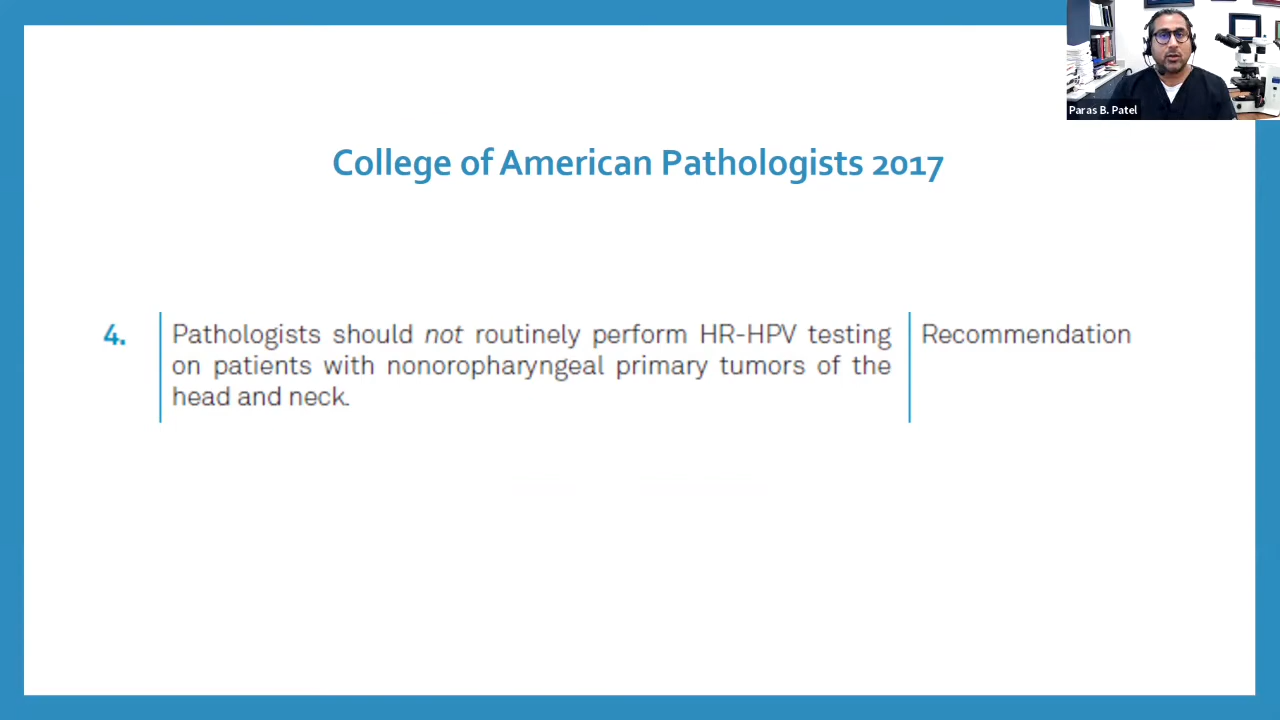 Paras B. Patel
College of American Pathologists 2017
4.
Pathologists should not routinely perform HR-HPV testing
on patients with nonoropharyngeal primary tumors of the
head and neck.
Recommendation